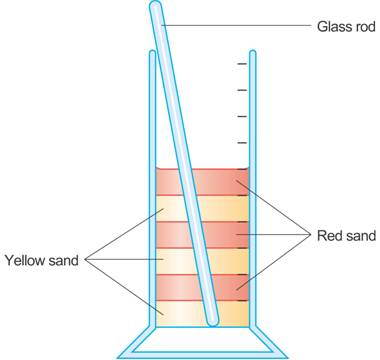 Glass rod
Red sand
Yellow sand